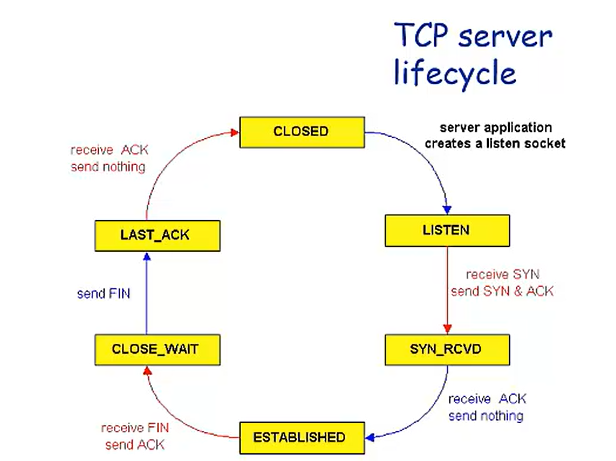 TCP server
lifecycle
CLOSED
server application
creates a listen socket
receive ACK
send nothing
LAST_ACK
LISTEN
receive SYN
send SYN & ACK
send FIN
CLOSE_WAIT
SYN_RCVD
receive ACK
send nothing
receive FIN
send ACK
ESTABLISHED